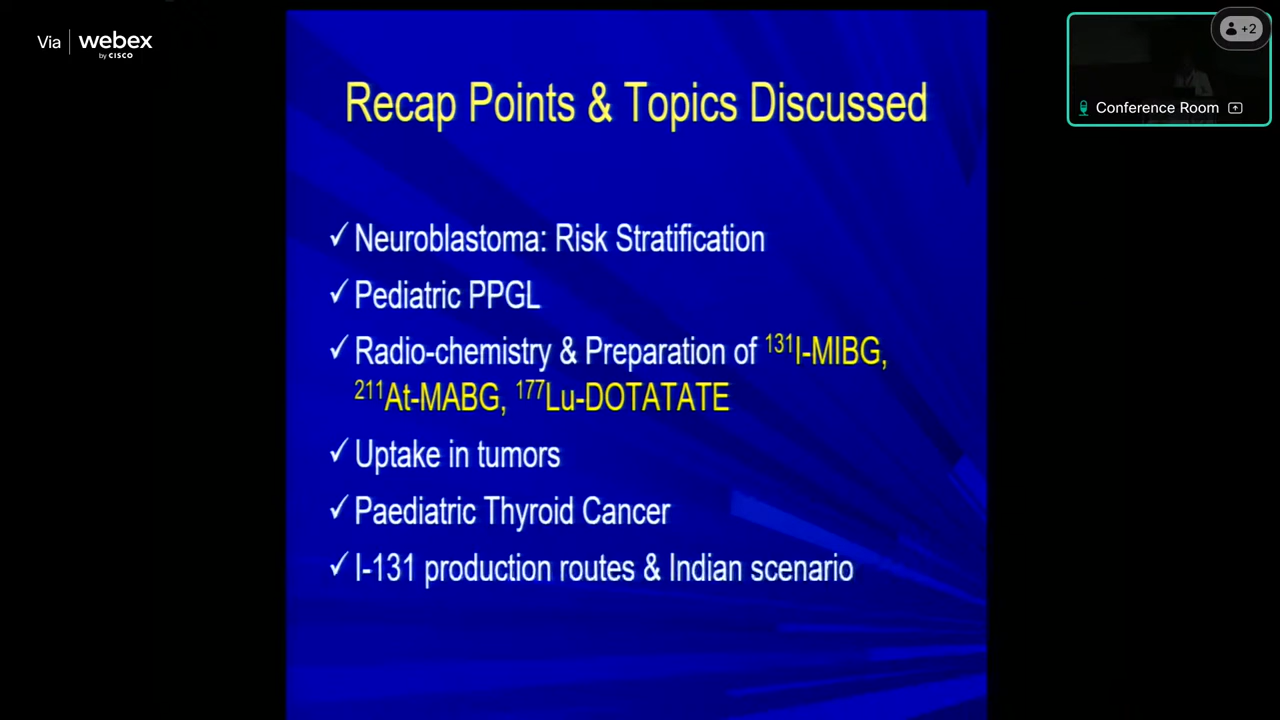 Via webex
by CISCO
+2
Conference Room
Recap Points & Topics Discussed
✓ Neuroblastoma: Risk Stratification
✓ Pediatric PPGL
✓ Radio-chemistry & Preparation of ¹³¹I-MIBG,
²¹¹At-MABG, ¹⁷⁷Lu-DOTATATE
✓ Uptake in tumors
✓ Paediatric Thyroid Cancer
✓ I-131 production routes & Indian scenario